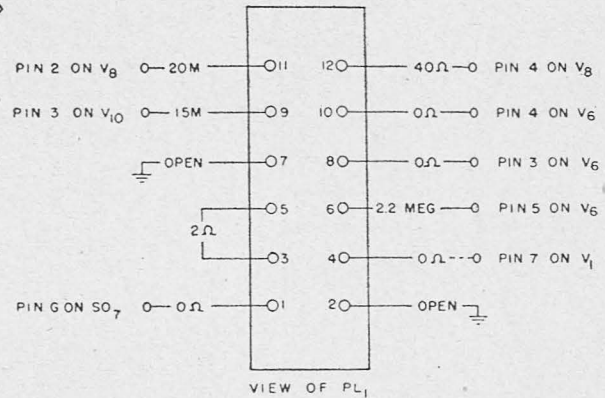 PIN 2 ON V8 20M 11 12 40Ω PIN 4 ON V8
PIN 3 ON V10 15M 9 10 0Ω PIN 4 ON V6
OPEN 7 8 0Ω PIN 3 ON V6
5 6 2.2 MEG PIN 5 ON V6
2Ω
3 4 0Ω PIN 7 ON V1
PIN G ON SO7 0Ω 1 2 OPEN
VIEW OF PL1